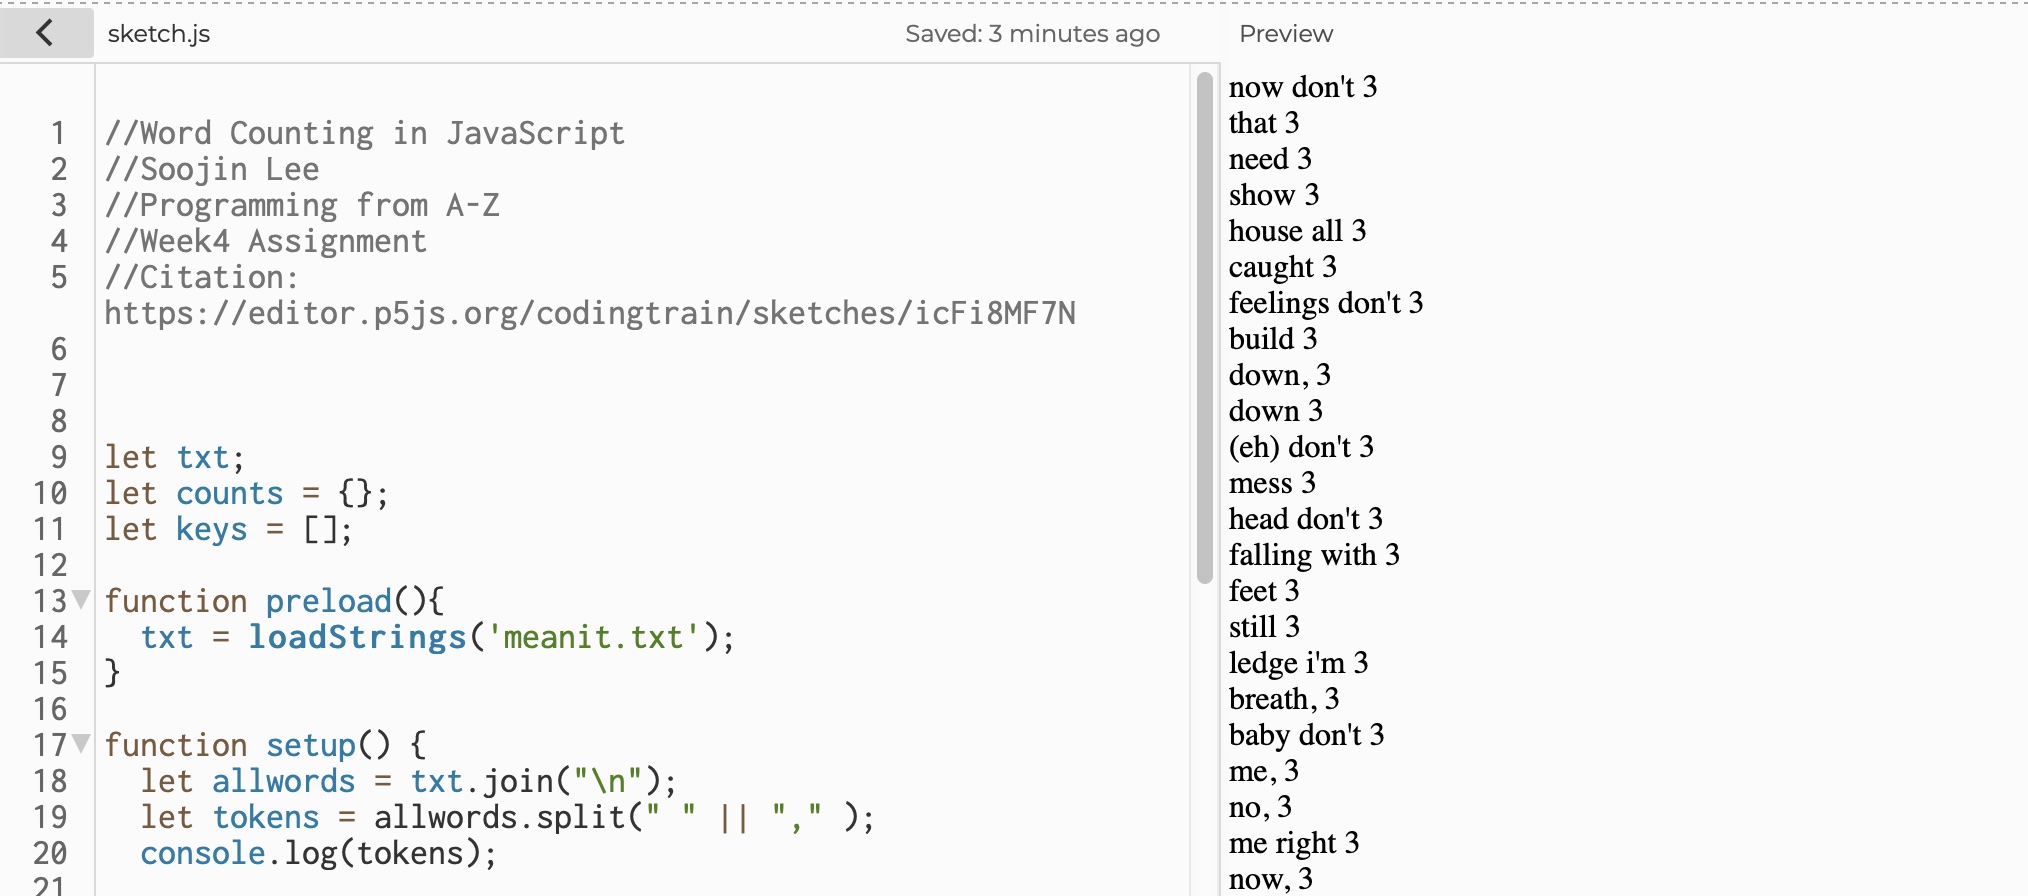 sketch.js
Saved: 3 minutes ago
Preview
1 //Word Counting in JavaScript
2 //Soojin Lee
3 //Programming from A-Z
4 //Week4 Assignment
5 //Citation:
https://editor.p5js.org/codingtrain/sketches/icFi8MF7N
6
7
8
9 let txt;
10 let counts = {};
11 let keys = [];
12
13 function preload(){
14   txt = loadStrings('meanit.txt');
15 }
16
17 function setup() {
18   let allwords = txt.join("\n");
19   let tokens = allwords.split(" " || "," );
20   console.log(tokens);
21
now don't 3
that 3
need 3
show 3
house all 3
caught 3
feelings don't 3
build 3
down, 3
down 3
(eh) don't 3
mess 3
head don't 3
falling with 3
feet 3
still 3
ledge i'm 3
breath, 3
baby don't 3
me, 3
no, 3
me right 3
now, 3